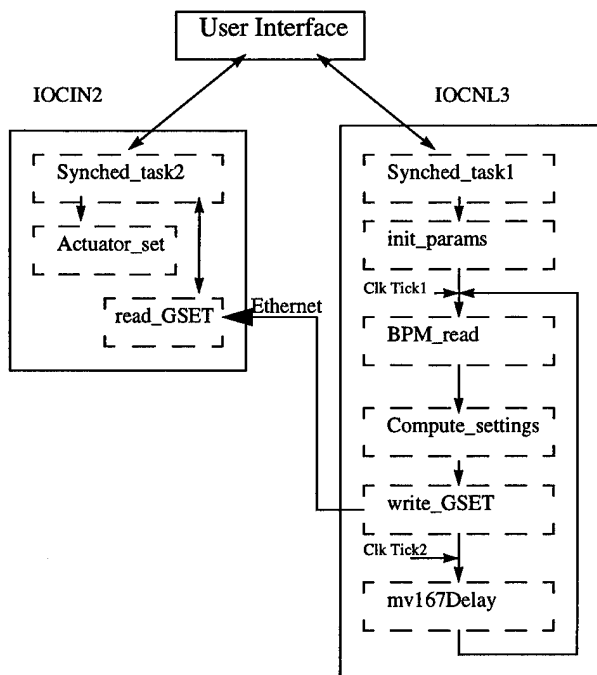 User Interface
IOCIN2
IOCNL3
Synched_task2
Actuator_set
read_GSET
Ethernet
Synched_task1
init_params
Clk Tick1
BPM_read
Compute_settings
write_GSET
Clk Tick2
mv167Delay